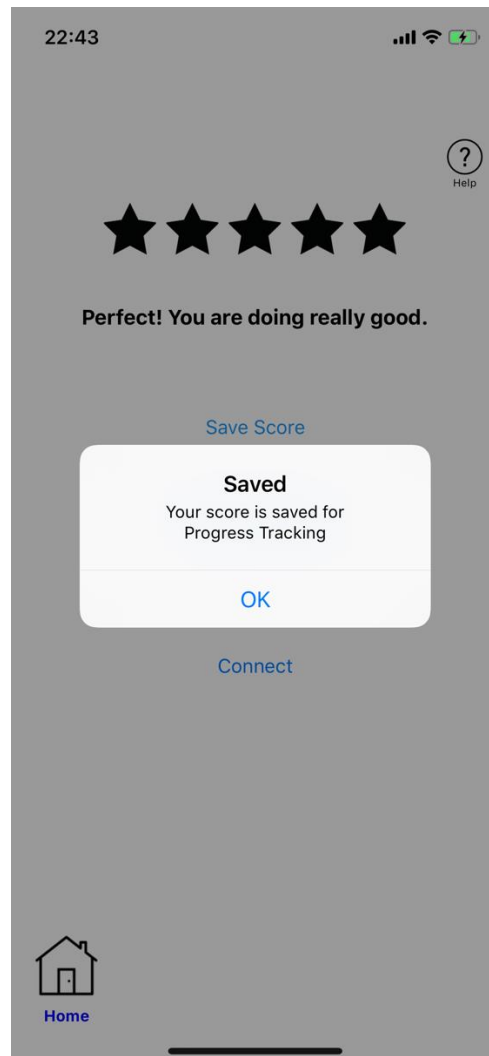 22:43
Help
Perfect! You are doing really good.
Save Score
Saved
Your score is saved for
Progress Tracking
OK
Connect
Home